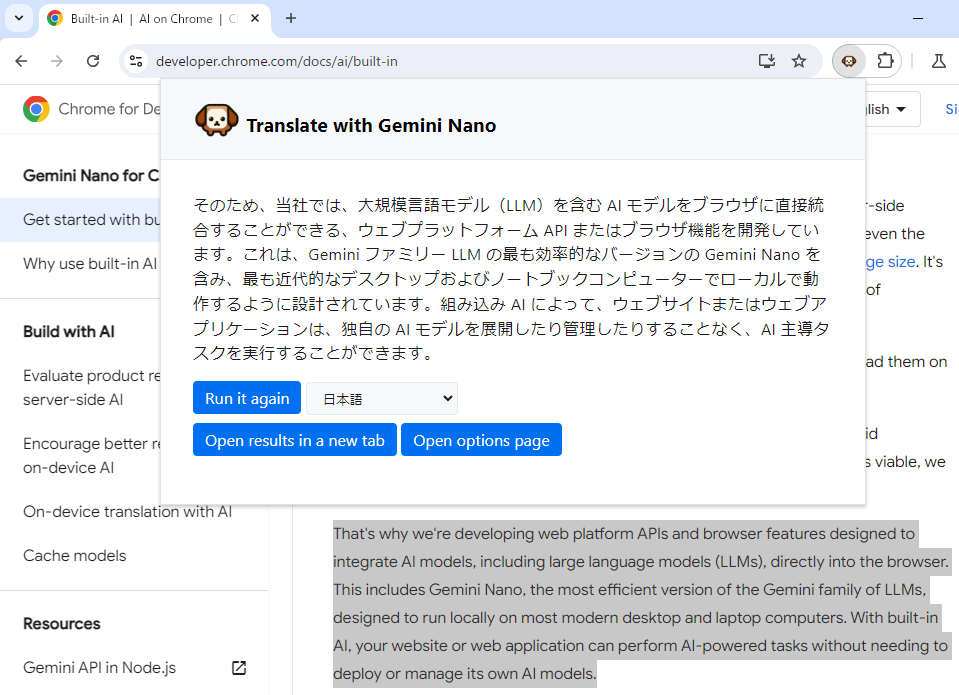 Built-in AI | AI on Chrome |
developer.chrome.com/docs/ai/built-in
Chrome for De
glish
Translate with Gemini Nano
Gemini Nano for C
Get started with bu
Why use built-in AI
Build with AI
Evaluate product re
server-side AI
Encourage better re
on-device AI
On-device translation with AI
Cache models
Resources
Gemini API in Node.js
そのため、当社では、大規模言語モデル（LLM）を含む AI モデルをブラウザに直接統
合することができる、ウェブプラットフォーム API またはブラウザ機能を開発してい
ます。これは、Gemini ファミリー LLM の最も効率的なバージョンの Gemini Nano を
含み、最も近代的なデスクトップおよびノートブックコンピューターでローカルで動
作するように設計されています。組み込み AI によって、ウェブサイトまたはウェブア
プリケーションは、独自の AI モデルを展開したり管理したりすることなく、AI 主導タ
スクを実行することができます。
Run it again
日本語
Open results in a new tab
Open options page
r-side
even the
ge size. It's
of
ad them on
id
s viable, we
That's why we're developing web platform APIs and browser features designed to
integrate AI models, including large language models (LLMs), directly into the browser.
This includes Gemini Nano, the most efficient version of the Gemini family of LLMs,
designed to run locally on most modern desktop and laptop computers. With built-in
AI, your website or web application can perform AI-powered tasks without needing to
deploy or manage its own AI models.